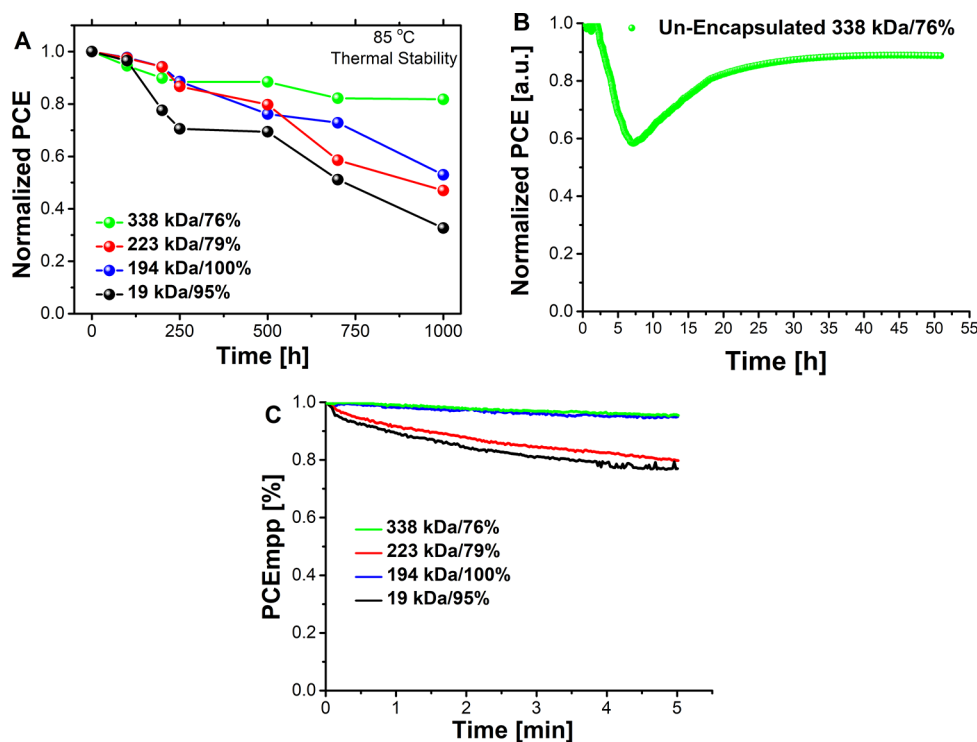 A
85 °C
Thermal Stability
Normalized PCE
1.0
0.8
0.6
0.4
0.2
0.0
338 kDa/76%
223 kDa/79%
194 kDa/100%
19 kDa/95%
0 250 500 750 1000
Time [h]
B
Un-Encapsulated 338 kDa/76%
Normalized PCE [a.u.]
1.0
0.8
0.6
0.4
0.2
0.0
0 5 10 15 20 25 30 35 40 45 50 55
Time [h]
C
PCEmpp [%]
1.0
0.8
0.6
0.4
0.2
0.0
338 kDa/76%
223 kDa/79%
194 kDa/100%
19 kDa/95%
0 1 2 3 4 5
Time [min]